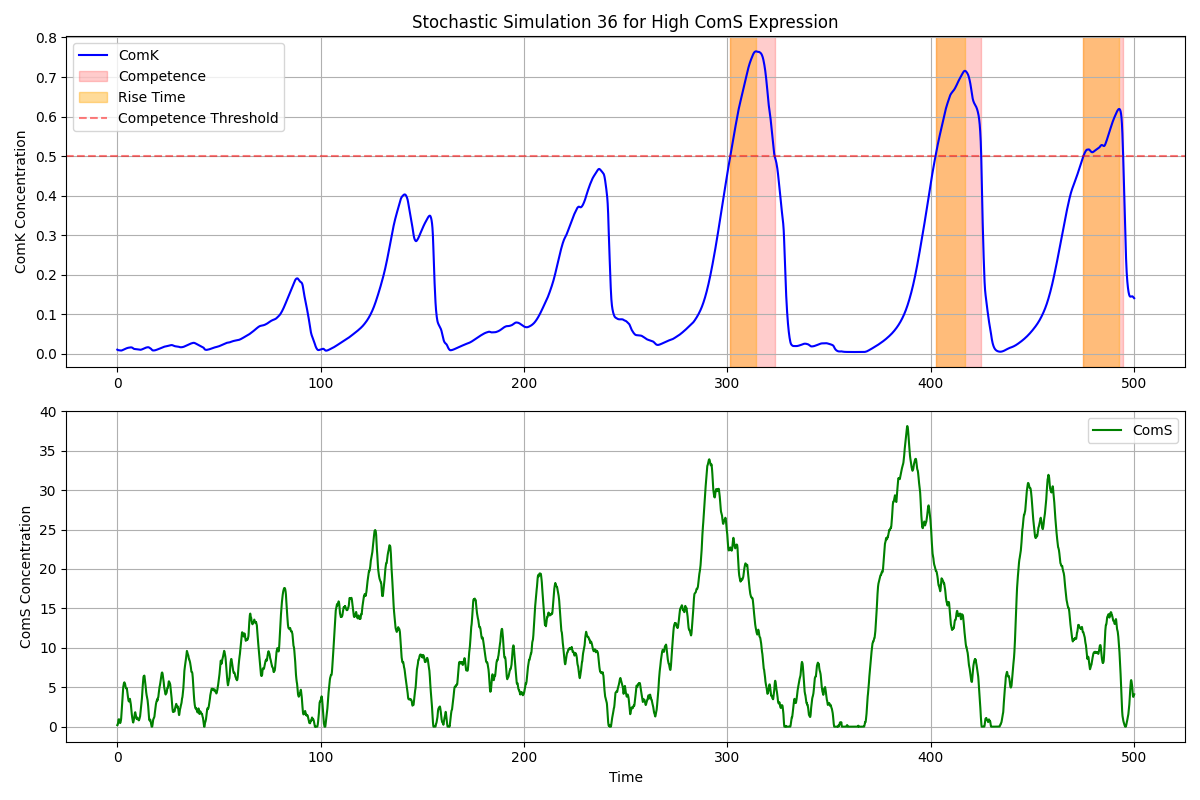 Stochastic Simulation 36 for High ComS Expression
ComK Concentration
0.8
0.7
0.6
0.5
0.4
0.3
0.2
0.1
0.0
ComK
Competence
Rise Time
Competence Threshold
0 100 200 300 400 500
ComS Concentration
40
35
30
25
20
15
10
5
0
ComS
0 100 200 300 400 500
Time